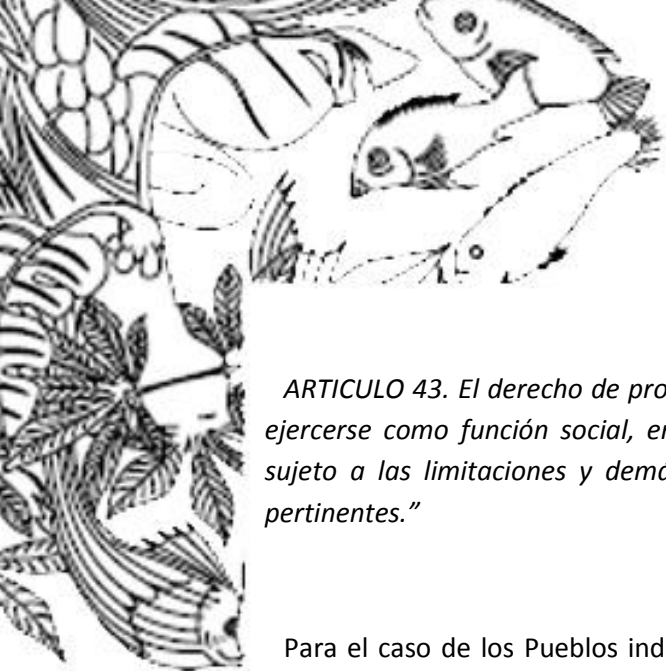 ARTICULO 43. El derecho de pro
ejercerse como función social, en
sujeto a las limitaciones y demá
pertinentes.”
Para el caso de los Pueblos ind